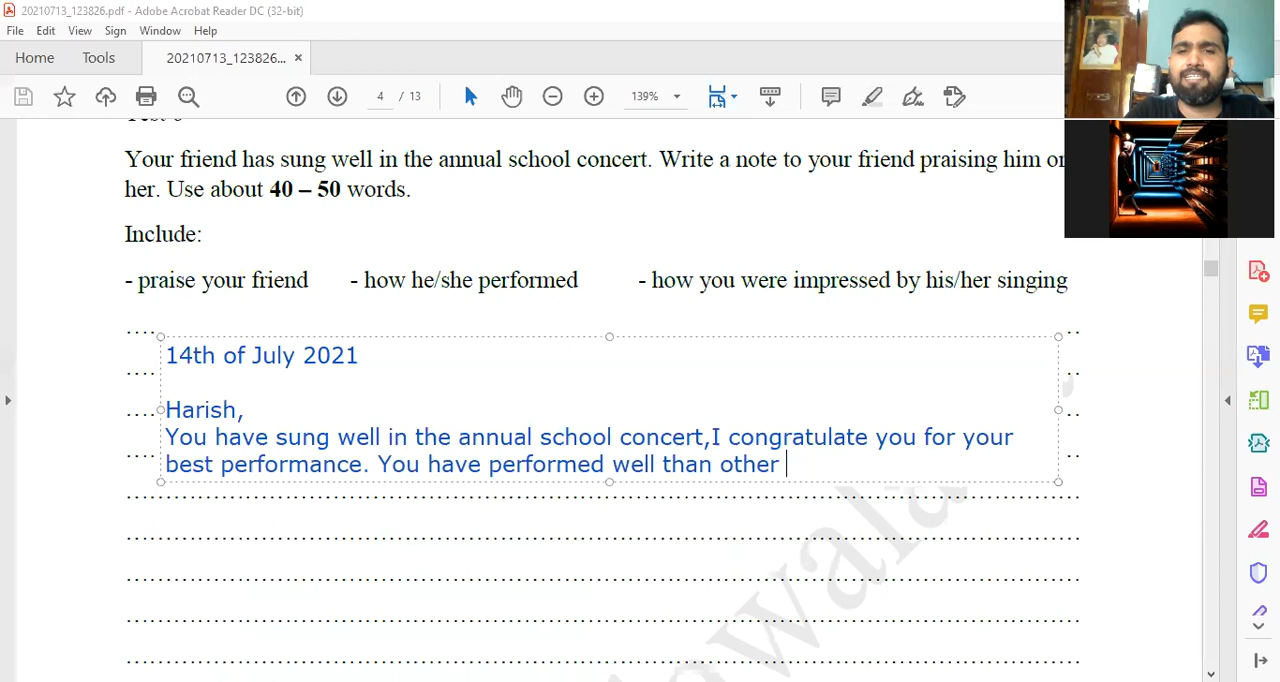 20210713_123826.pdf - Adobe Acrobat Reader DC (32-bit)
File Edit View Sign Window Help
Home Tools 20210713_123826... ×
4 / 13 139%
Your friend has sung well in the annual school concert. Write a note to your friend praising him or
her. Use about 40 – 50 words.
Include:
- praise your friend - how he/she performed - how you were impressed by his/her singing
14th of July 2021
Harish,
You have sung well in the annual school concert,I congratulate you for your
best performance. You have performed well than other